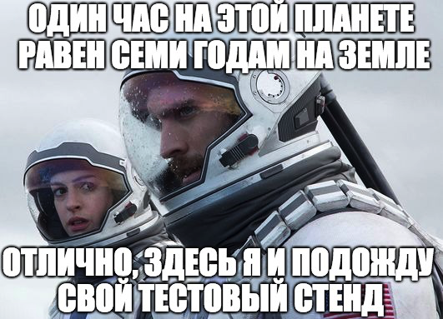 ОДИН ЧАС НА ЭТОЙ ПЛАНЕТЕ
РАВЕН СЕМИ ГОДАМ НА ЗЕМЛЕ
ОТЛИЧНО, ЗДЕСЬ Я И ПОДОЖДУ
СВОЙ ТЕСТОВЫЙ СТЕНД